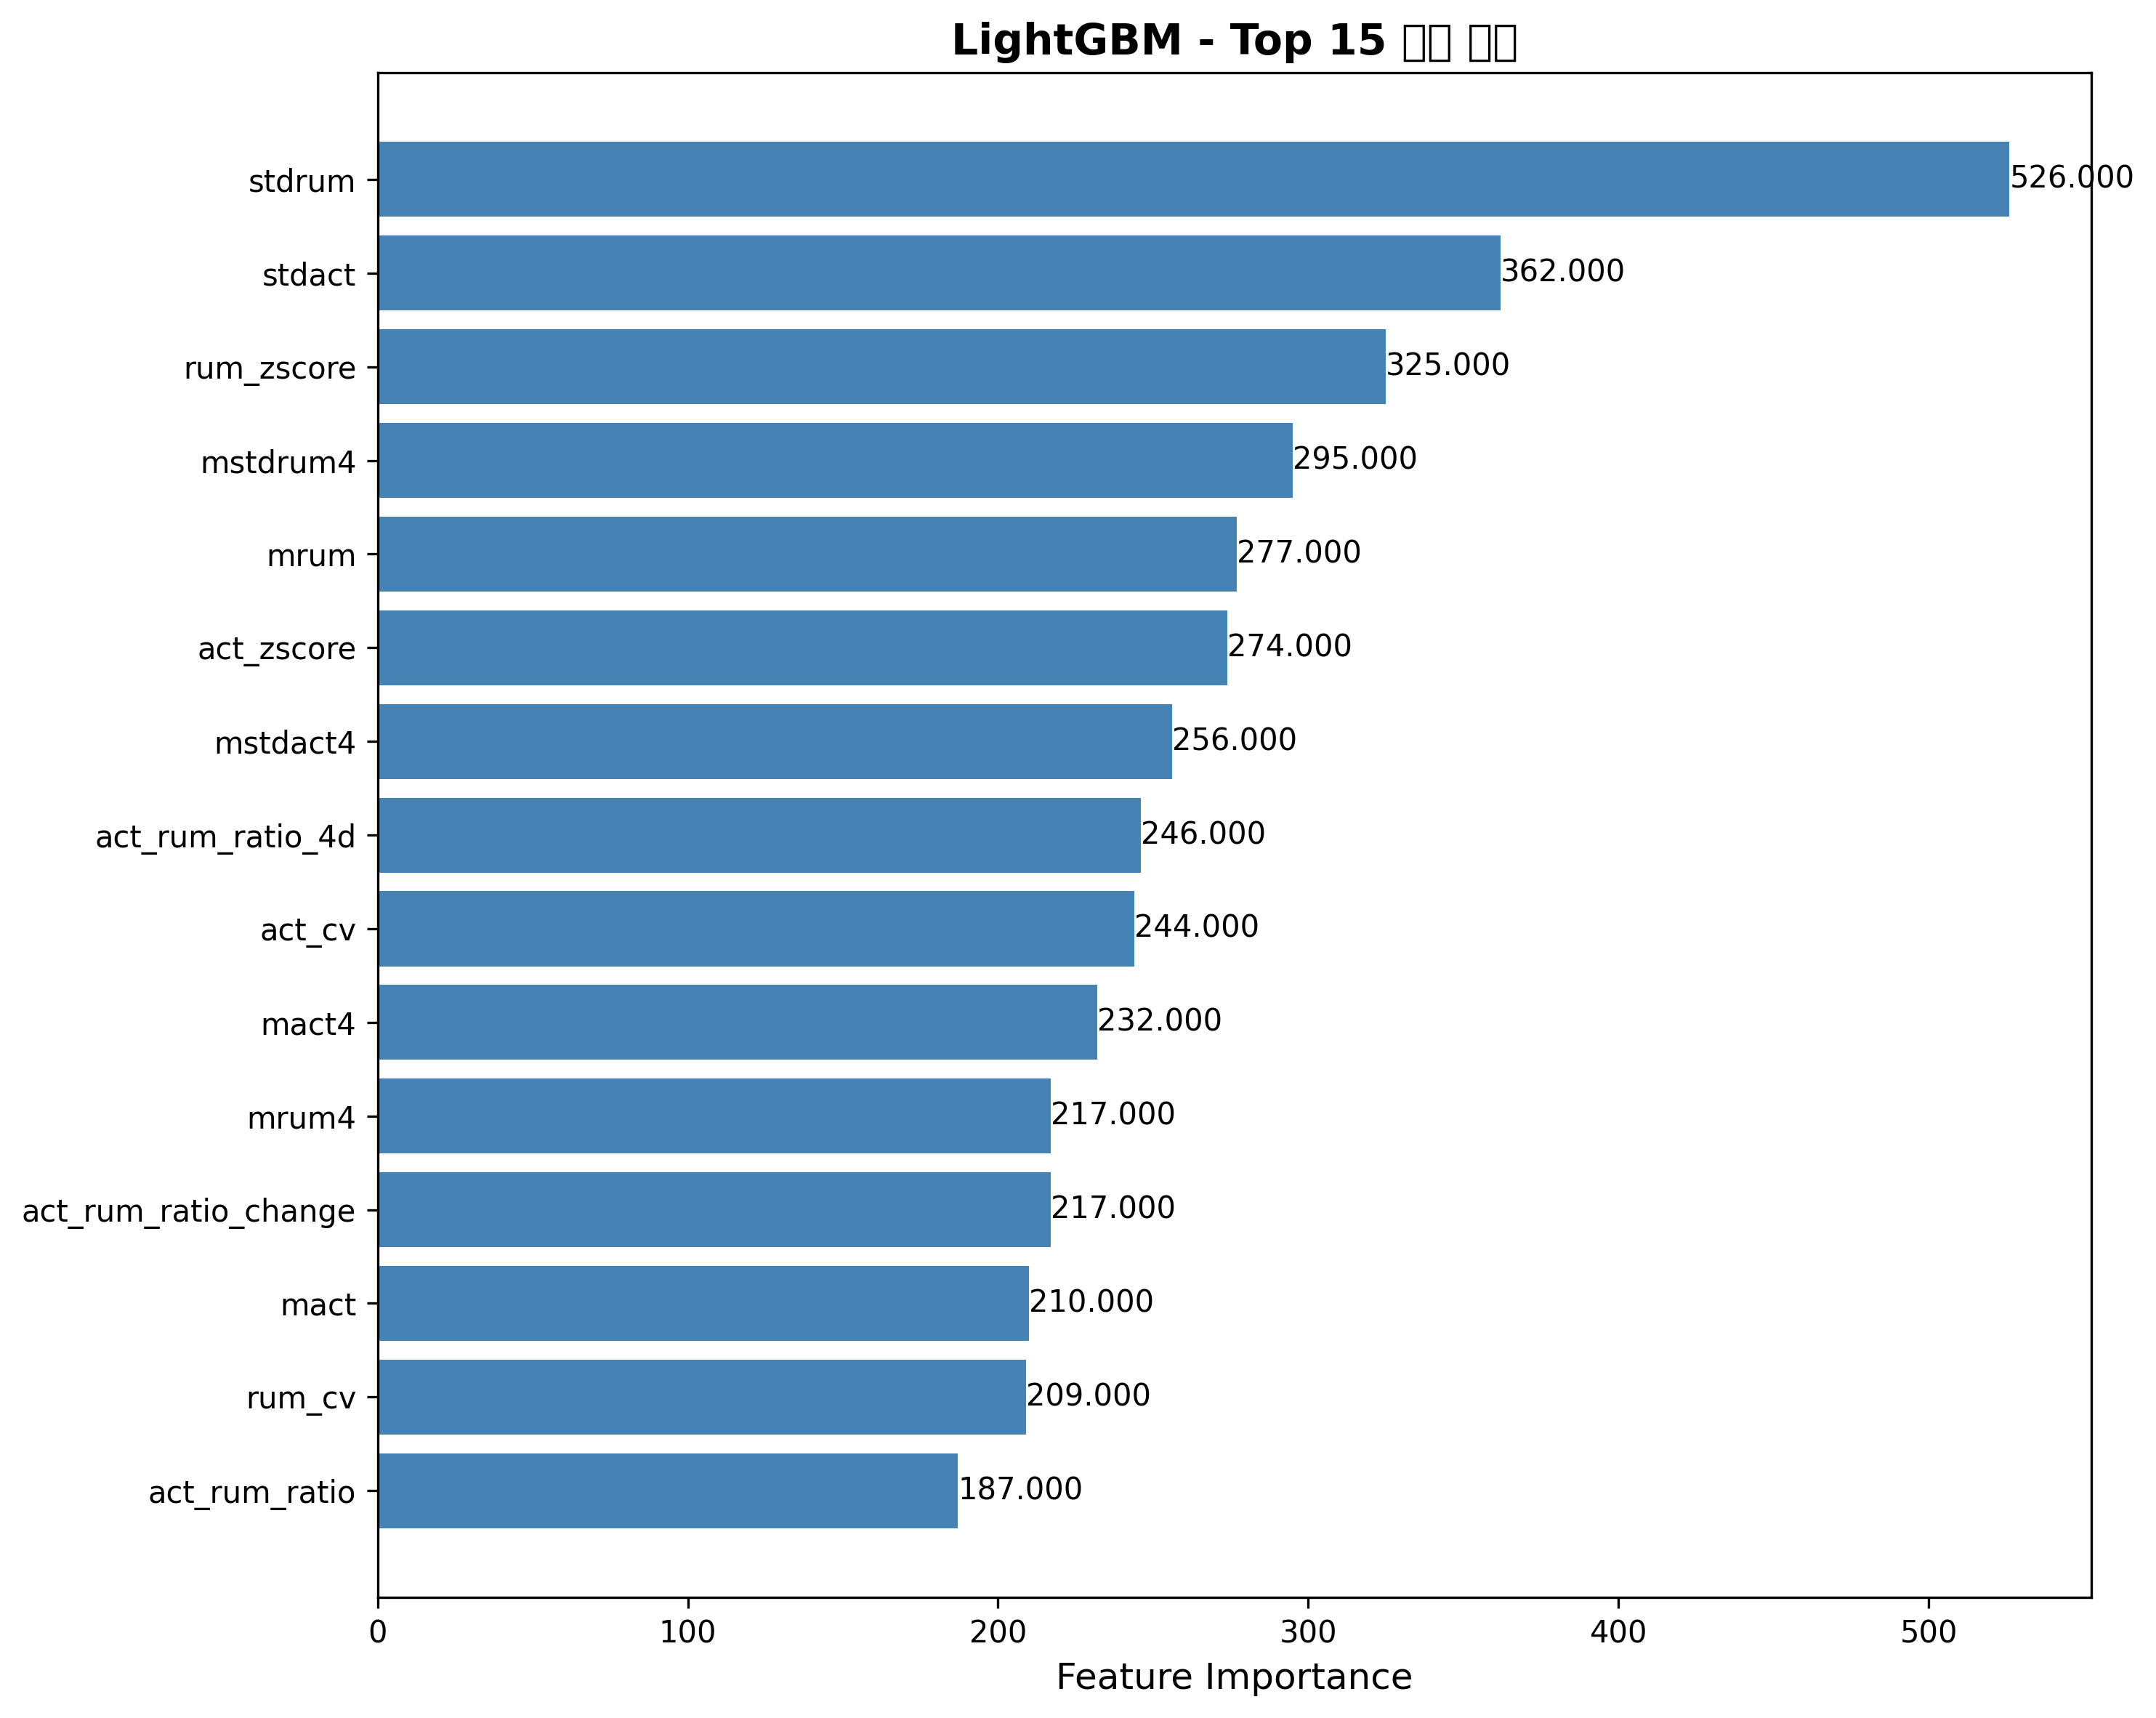 LightGBM - Top 15
stdrum 526.000
stdact 362.000
rum_zscore 325.000
mstdrum4 295.000
mrum 277.000
act_zscore 274.000
mstdact4 256.000
act_rum_ratio_4d 246.000
act_cv 244.000
mact4 232.000
mrum4 217.000
act_rum_ratio_change 217.000
mact 210.000
rum_cv 209.000
act_rum_ratio 187.000
0 100 200 300 400 500
Feature Importance